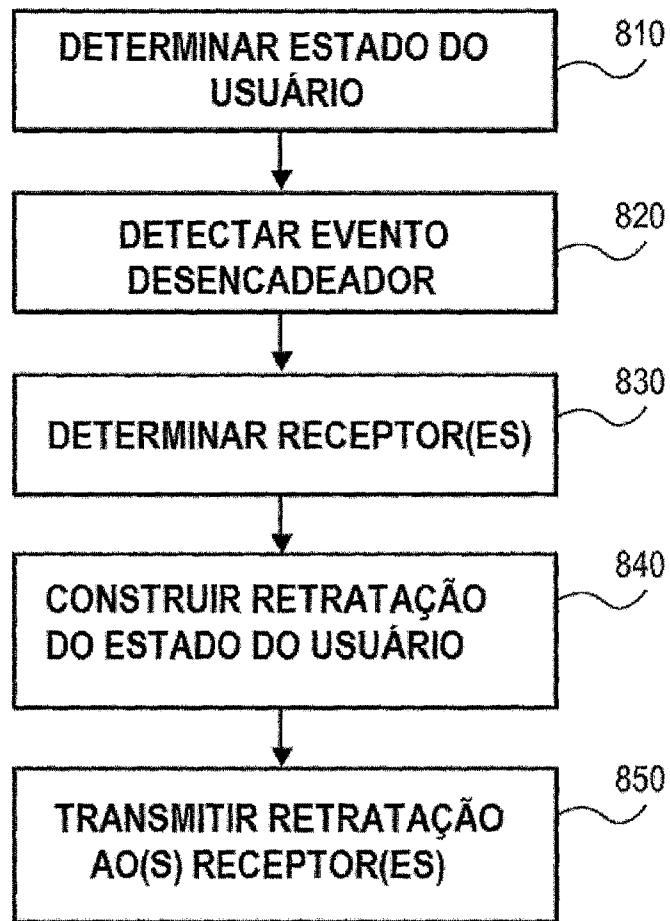 DETERMINAR ESTADO DO
USUÁRIO
810
DETECTAR EVENTO
DESENCADEADOR
820
DETERMINAR RECEPTOR(ES)
830
CONSTRUIR RETRATAÇÃO
DO ESTADO DO USUÁRIO
840
TRANSMITIR RETRATAÇÃO
AO(S) RECEPTOR(ES)
850